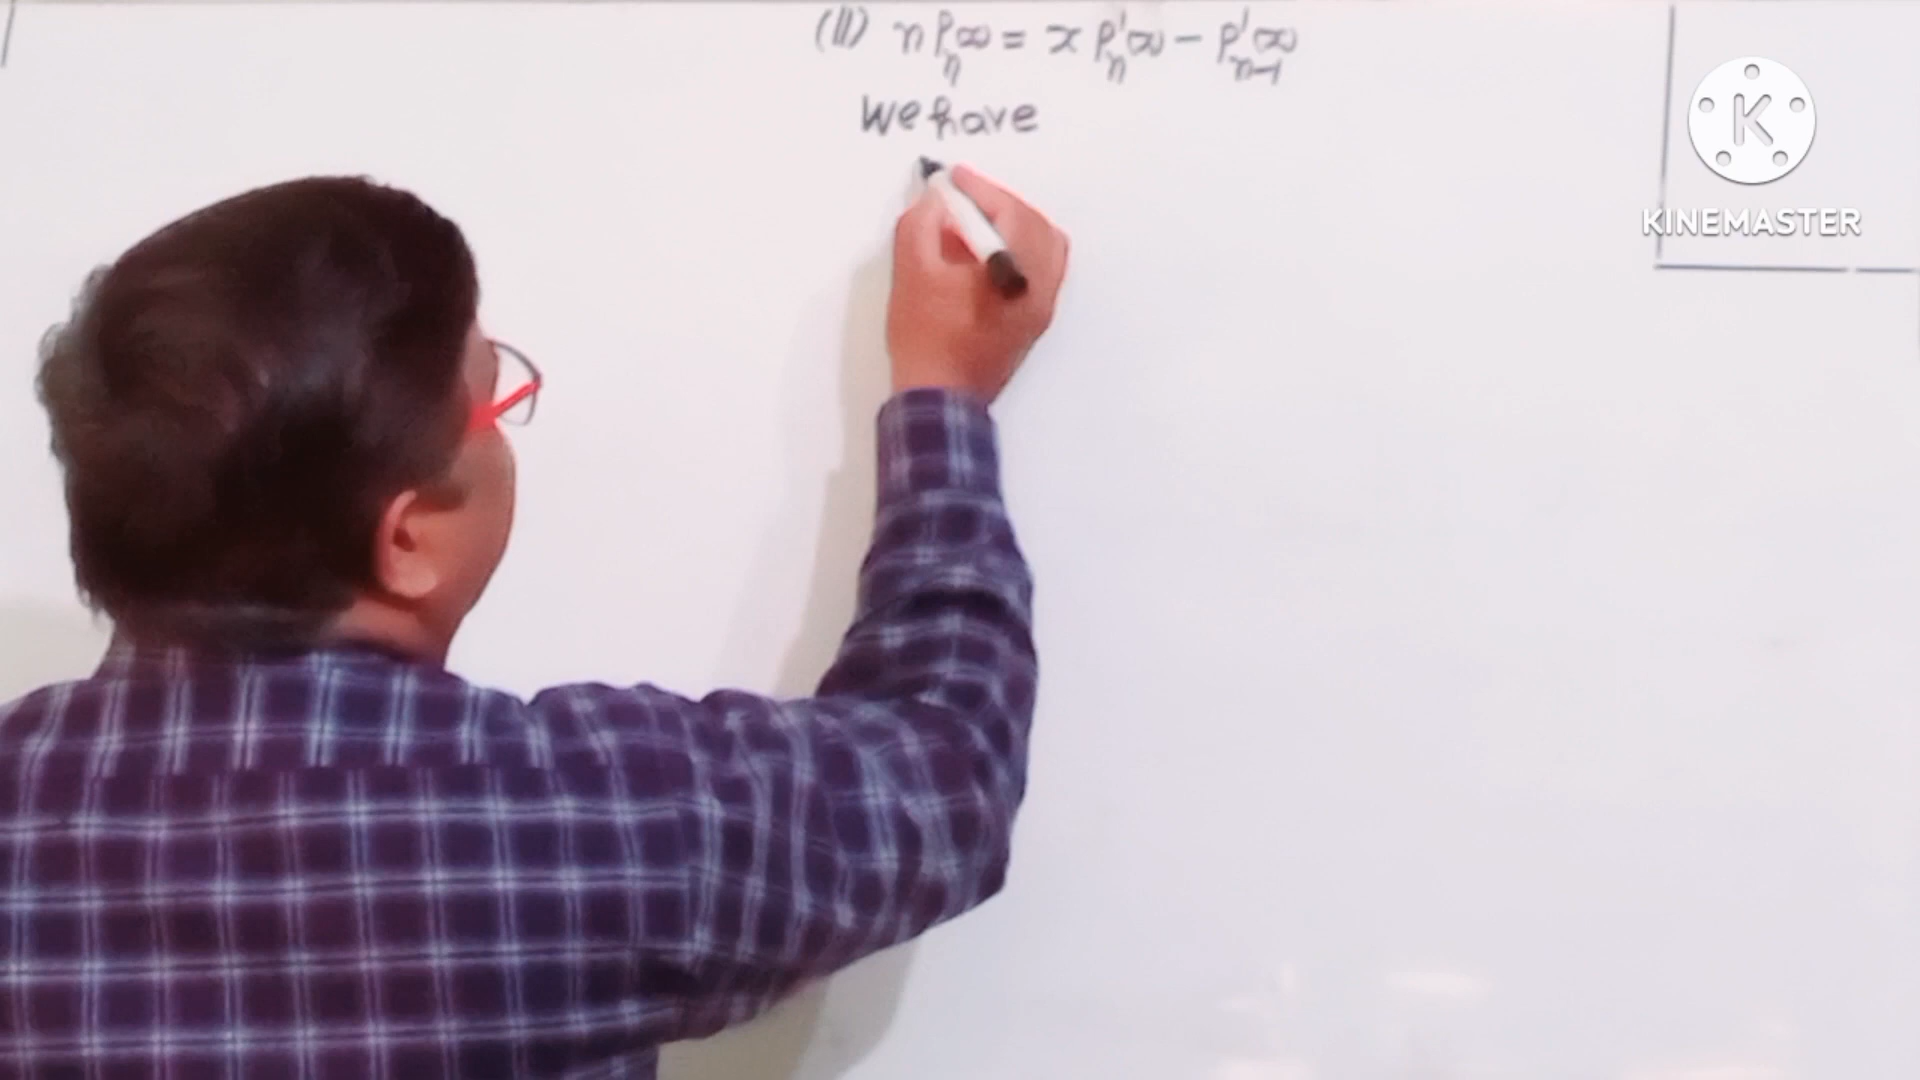 (II) n Pₙ(x) = x P'ₙ(x) - P'ₙ₋₁(x)
We have
K
KINEMASTER